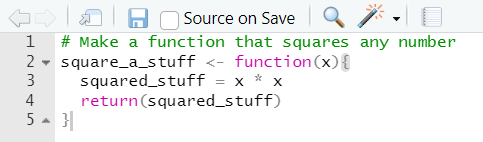 Source on Save
1 # Make a function that squares any number
2 square_a_stuff <- function(x){
3   squared_stuff = x * x
4   return(squared_stuff)
5 }